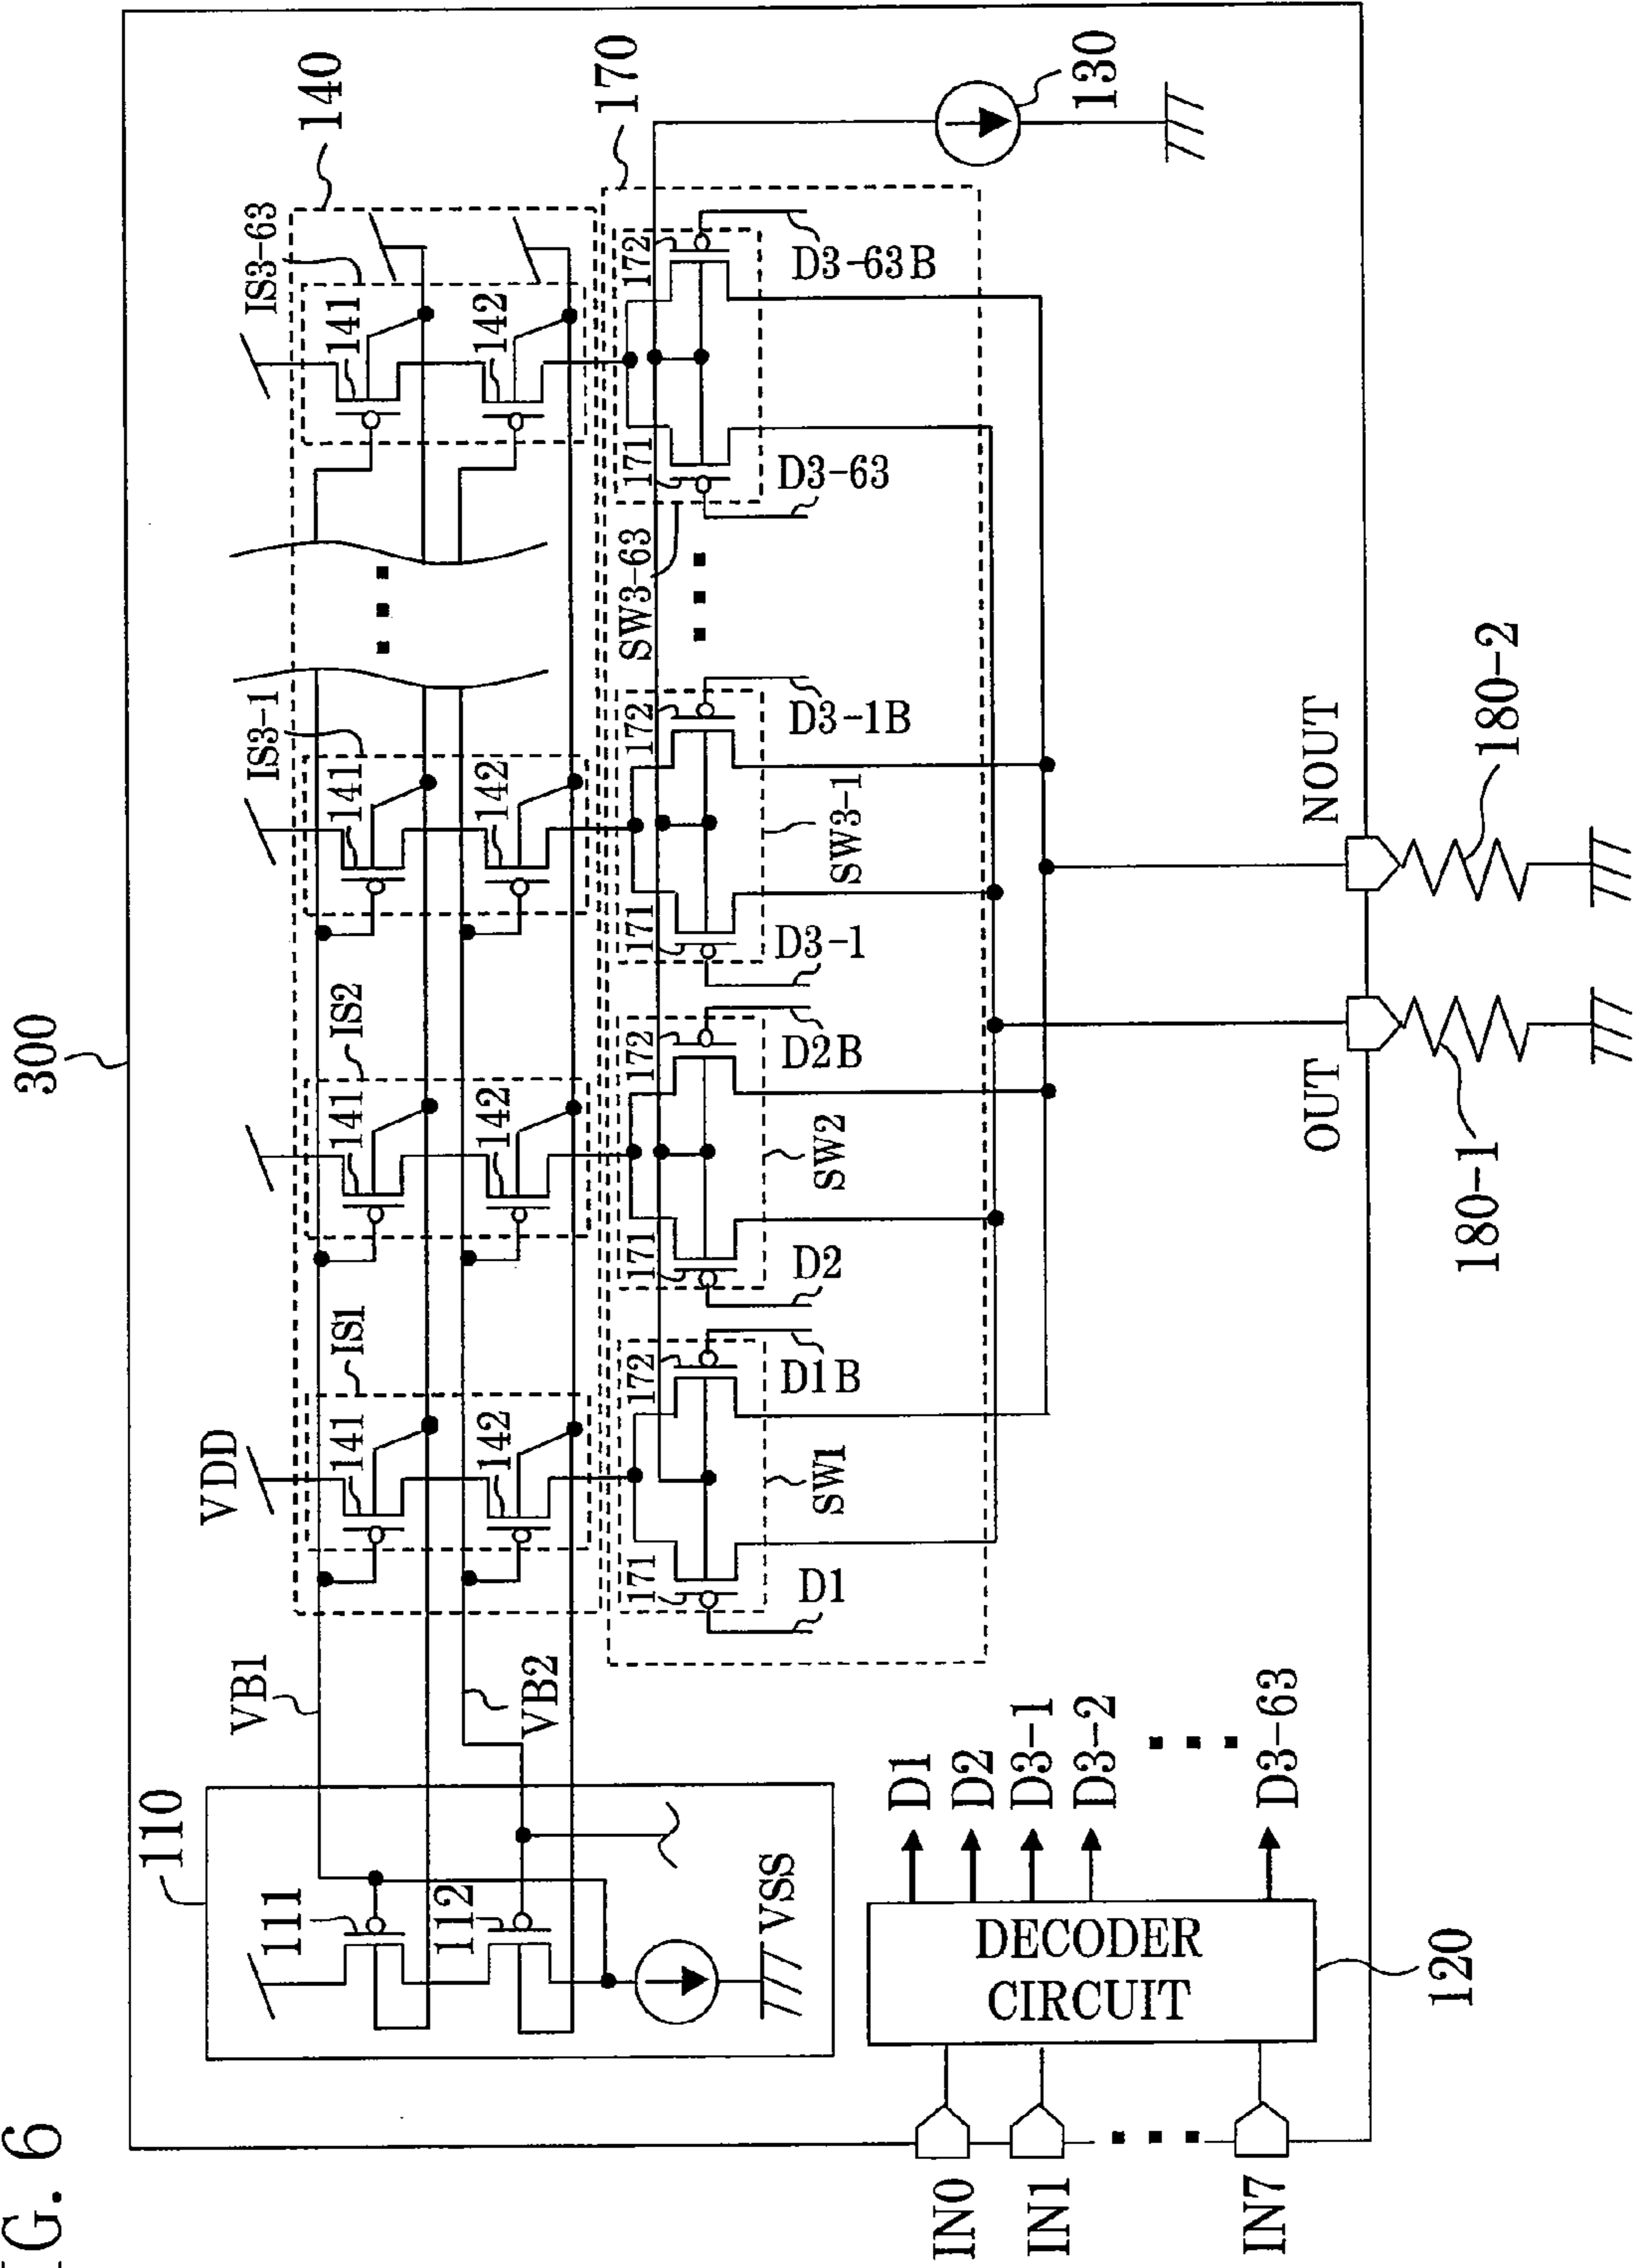 IG. 6
300
110
111
112
VSS
VB1
VB2
VDD
IS1
IS2
IS3-1
IS3-63
140
141
142
141
142
141
142
141
142
170
171
172
171
172
171
172
171
172
SW1
SW2
SW3-1
SW3-63
D1
D1B
D2
D2B
D3-1
D3-1B
D3-63
D3-63B
130
IN0
IN1
IN7
DECODER
CIRCUIT
120
D1
D2
D3-1
D3-2
D3-63
OUT
NOUT
180-1
180-2